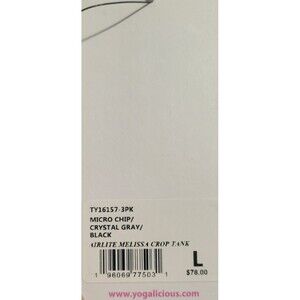 TY16157-3PK
MICRO CHIP/
CRYSTAL GRAY/
BLACK
AIRLITE MELISSA CROP TANK
L
$78.00
1 96069 77503 1
www.yogalicious.com